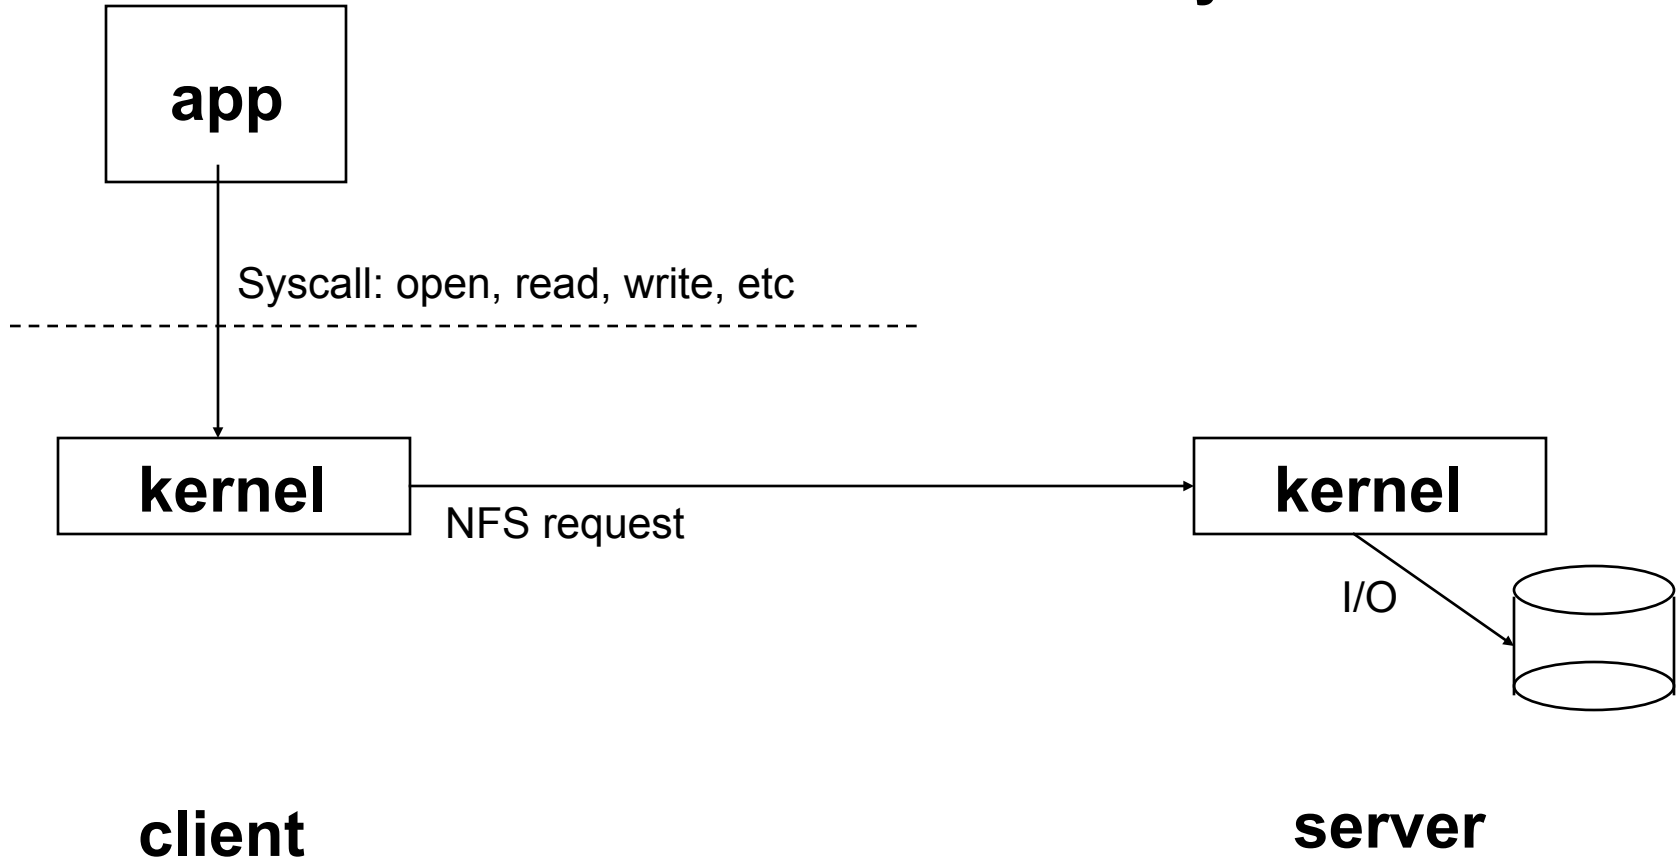 app
Syscall: open, read, write, etc
kernel
NFS request
kernel
I/O
client
server